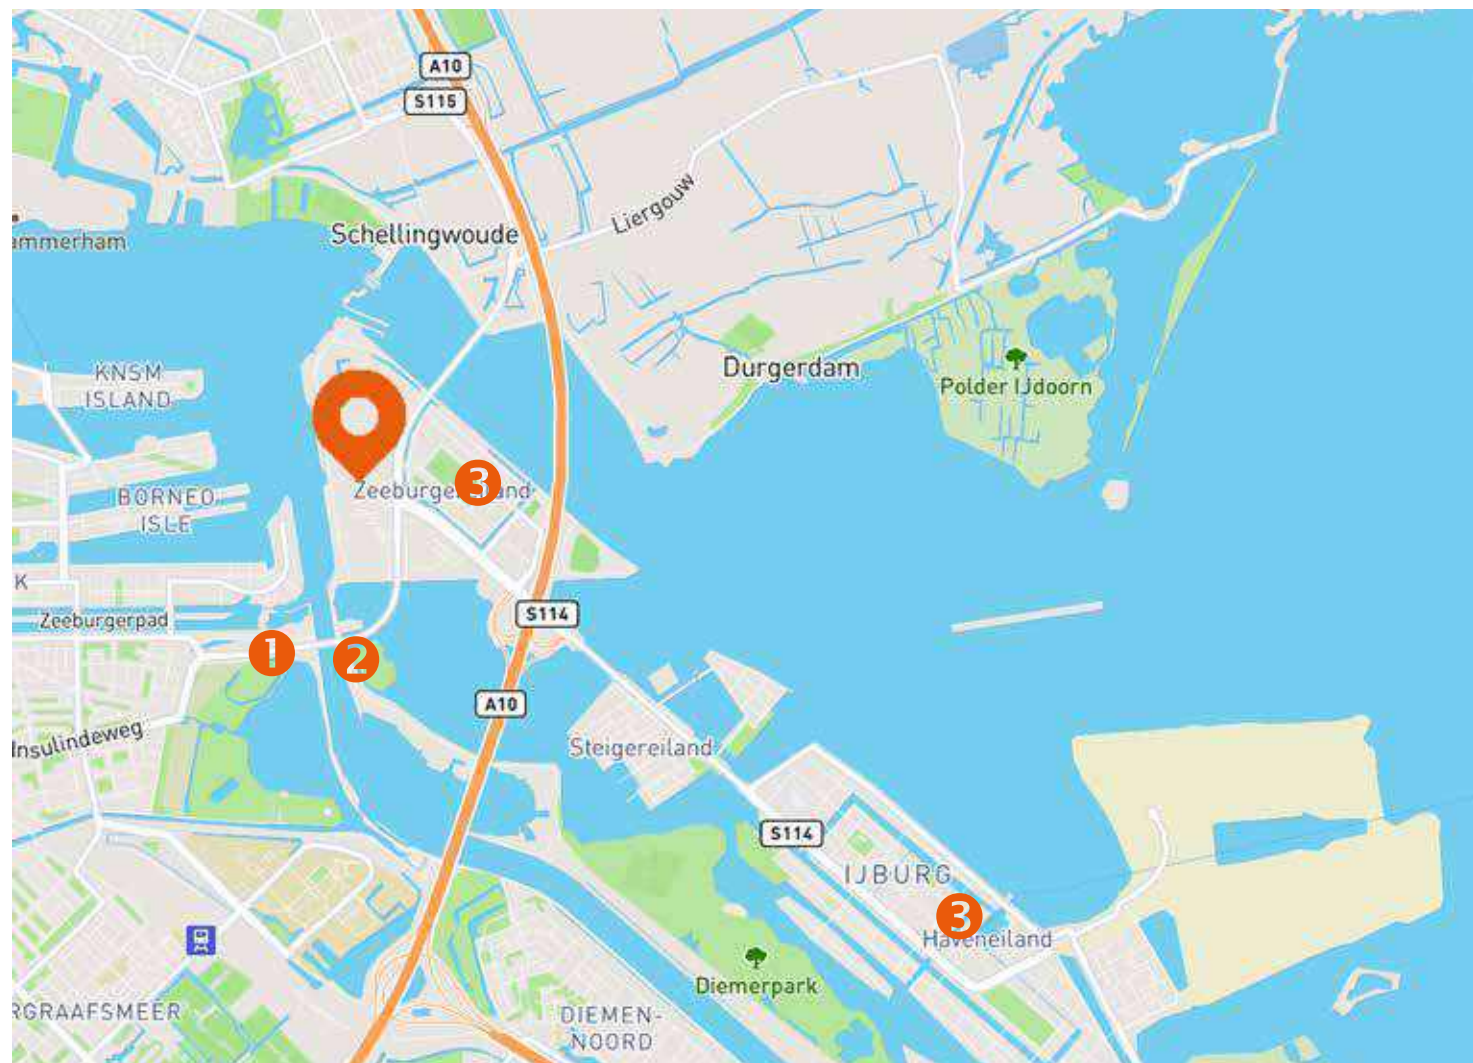 A10
S115
Schellingwoude
Liergouw
ammerham
KNSM
ISLAND
Durgerdam
Polder IJdoorn
3
BORNEO
ISLE
K
Zeeburgerpad
S114
1
2
A10
Insulindeweg
Steigereiland
S114
IJBURG
3
Haveneiland
Diemerpark
RGRAAFSMEER
DIEMEN-
NOORD